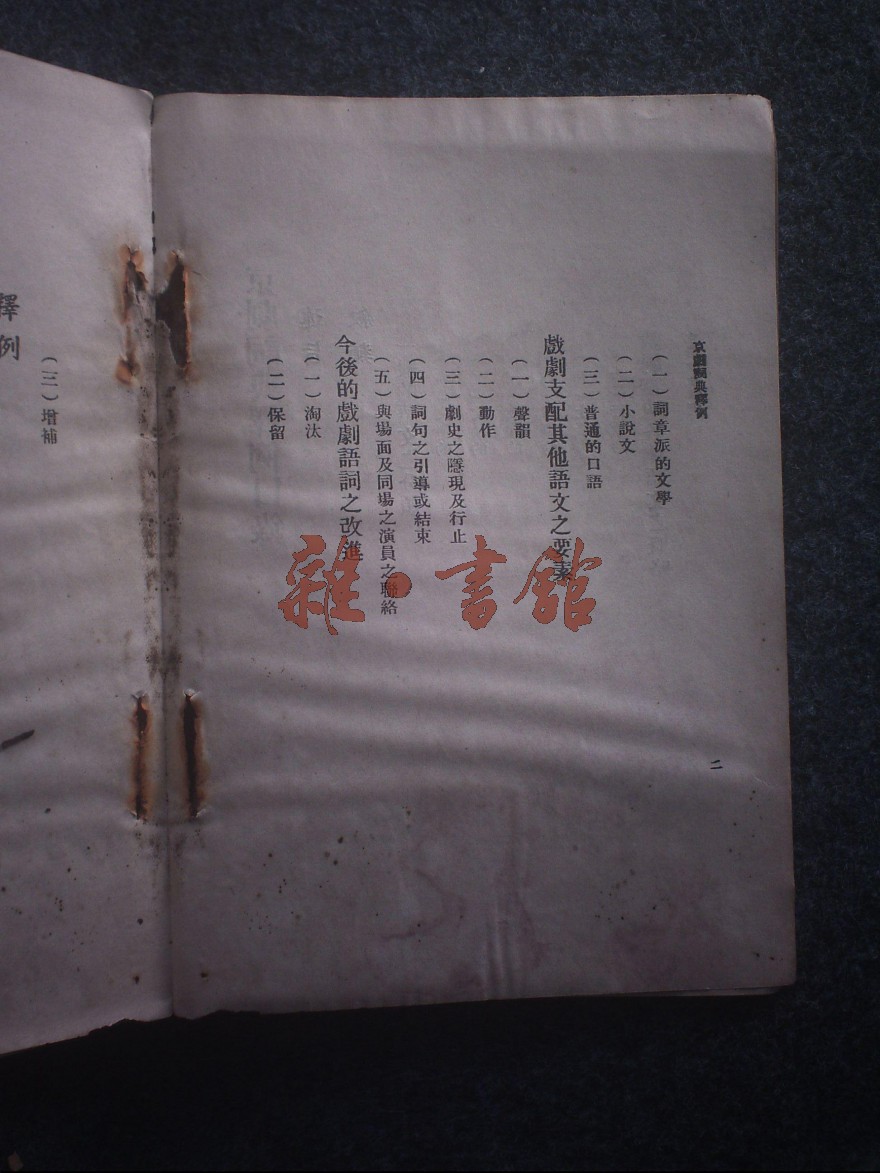 京戲詞典釋例
(一)詞章派的文學
(二)小說文
(三)普通的口語
戲劇支配其他語文之要素
(一)聲韻
(二)動作
(三)劇史之隱現及行止
(四)詞句之引導或結束
(五)與場面及同場之演員之聯絡
今後的戲劇語詞之改進
(一)淘汰
(二)保留
二
(三)增補
釋例
雜·書館